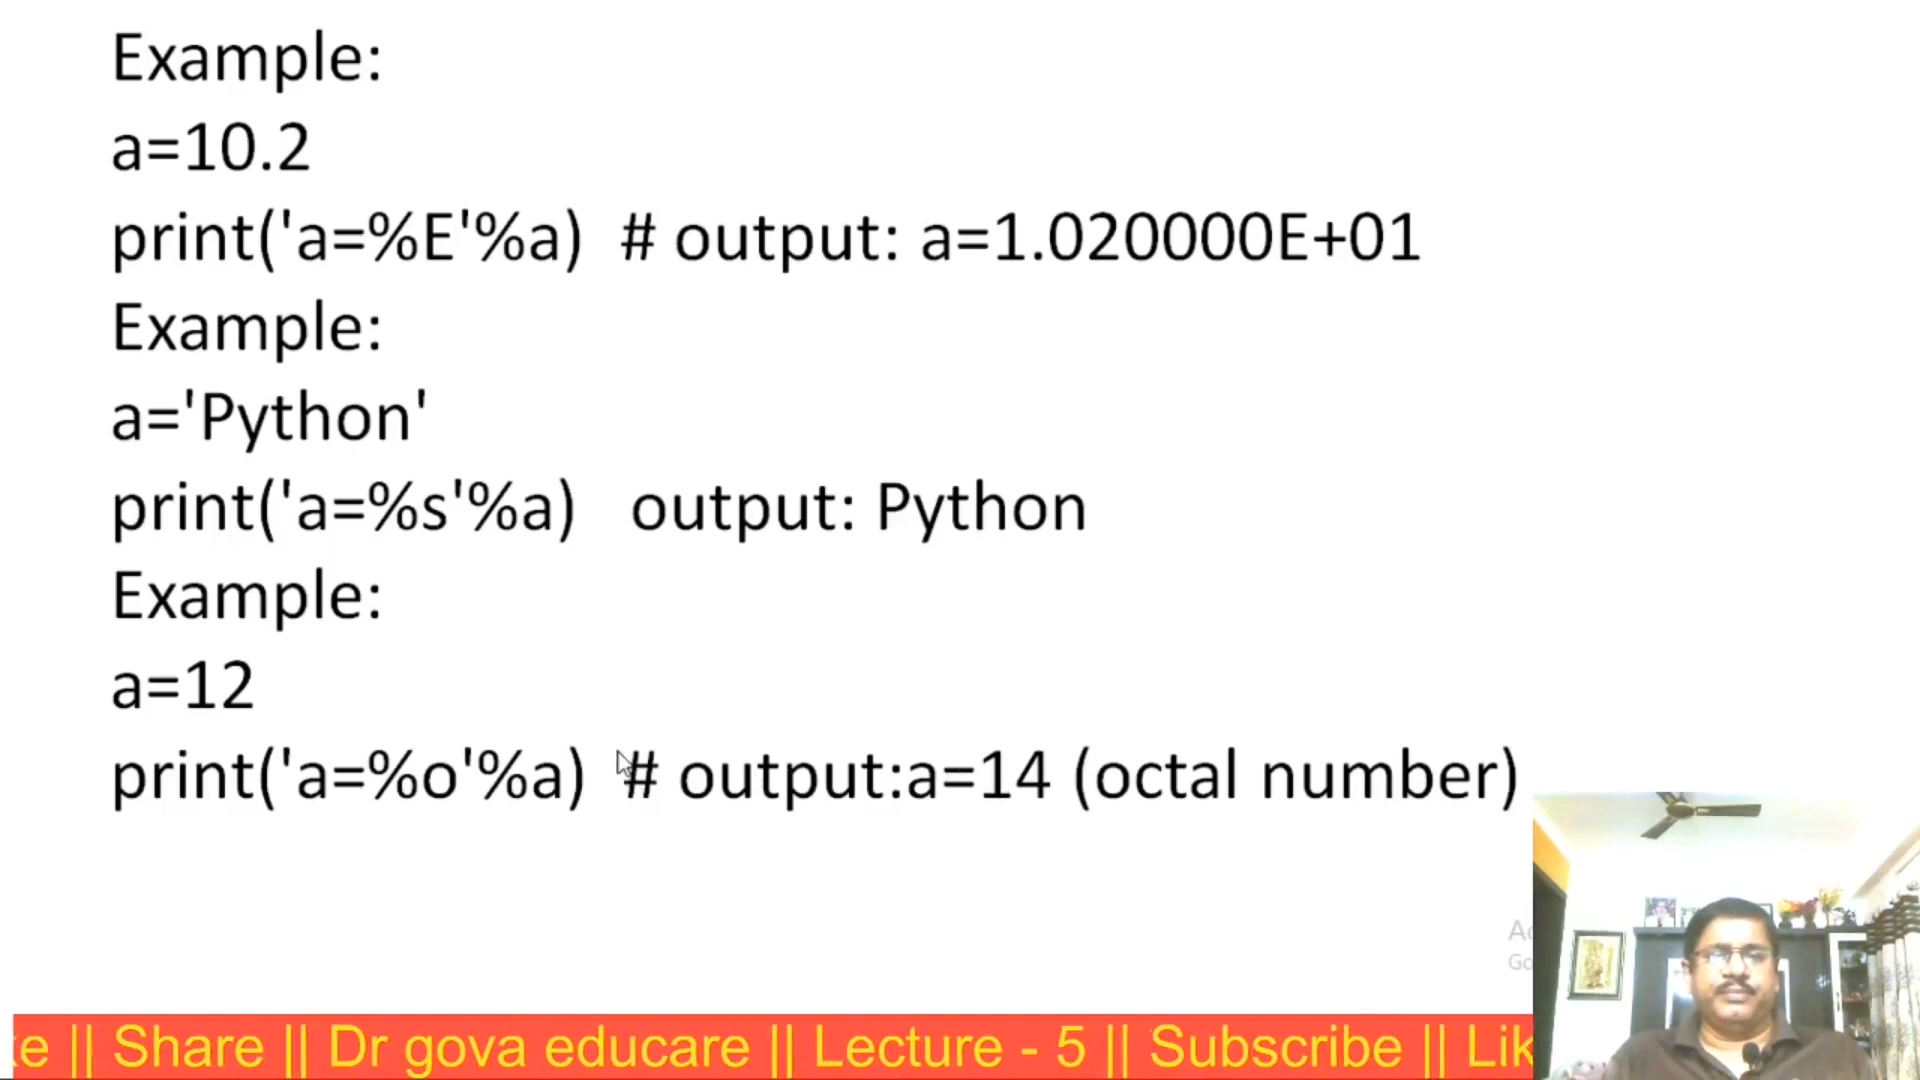 Example:
a=10.2
print('a=%E'%a)  # output: a=1.020000E+01
Example:
a='Python'
print('a=%s'%a)   output: Python
Example:
a=12
print('a=%o'%a)  # output:a=14 (octal number)
|| Share || Dr gova educare || Lecture - 5 || Subscribe || Lik